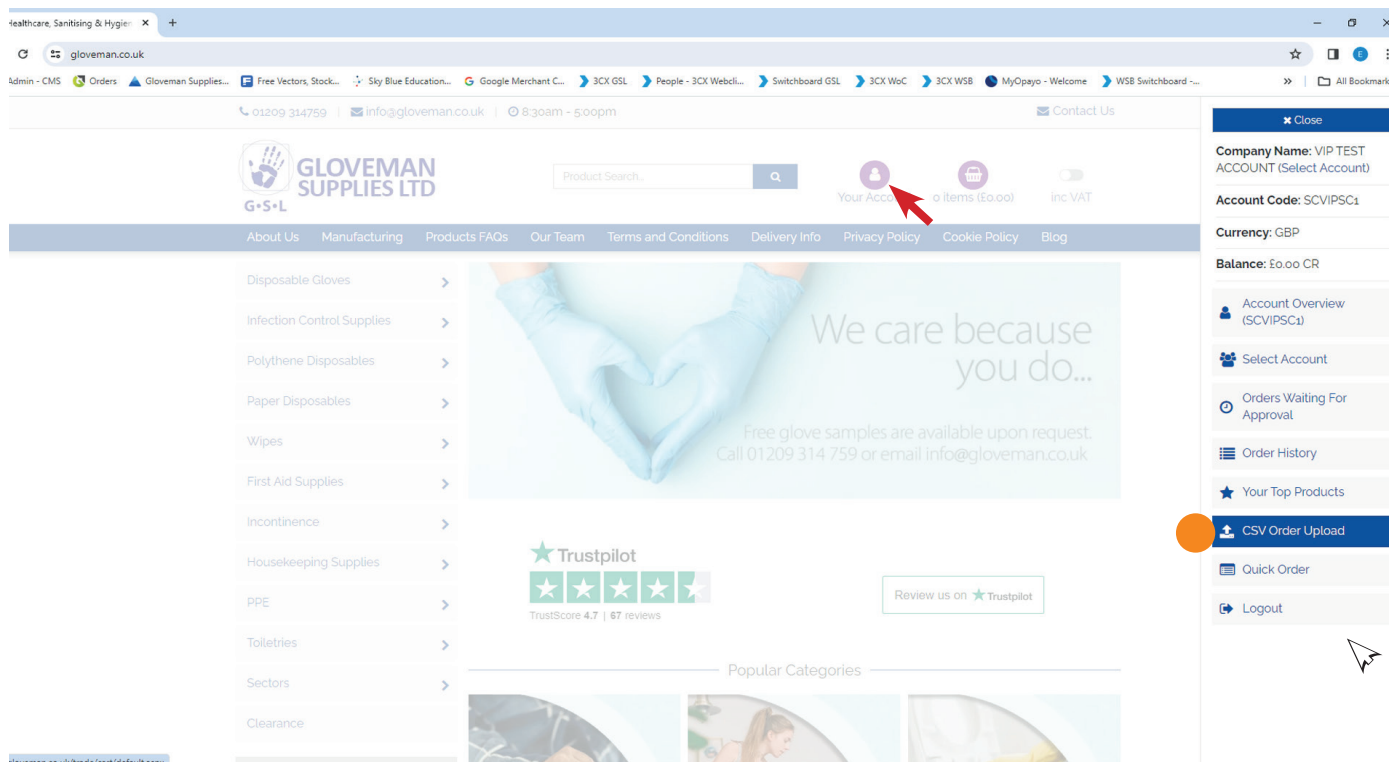 Healthcare, Sanitising & Hygien
gloveman.co.uk
Admin - CMS Orders Gloveman Supplies... Free Vectors, Stock... Sky Blue Education... Google Merchant C... 3CX GSL People - 3CX Webcli... Switchboard GSL 3CX WoC 3CX WSB MyOpayo - Welcome WSB Switchboard -... » All Bookmark
01209 314759 | info@gloveman.co.uk | 8:30am - 5:00pm
Contact Us
GLOVEMAN
SUPPLIES LTD
G•S•L
Product Search..
Your Acco
0 items (£0.00)
inc VAT
About Us Manufacturing Products FAQs Our Team Terms and Conditions Delivery Info Privacy Policy Cookie Policy Blog
Disposable Gloves
Infection Control Supplies
Polythene Disposables
Paper Disposables
Wipes
First Aid Supplies
Incontinence
Housekeeping Supplies
PPE
Toiletries
Sectors
Clearance
We care because
you do...
Free glove samples are available upon request.
Call 01209 314 759 or email info@gloveman.co.uk
Trustpilot
TrustScore 4.7 | 67 reviews
Review us on Trustpilot
Popular Categories
Close
Company Name: VIP TEST
ACCOUNT (Select Account)
Account Code: SCVIPSC1
Currency: GBP
Balance: £0.00 CR
Account Overview
(SCVIPSC1)
Select Account
Orders Waiting For
Approval
Order History
Your Top Products
CSV Order Upload
Quick Order
Logout